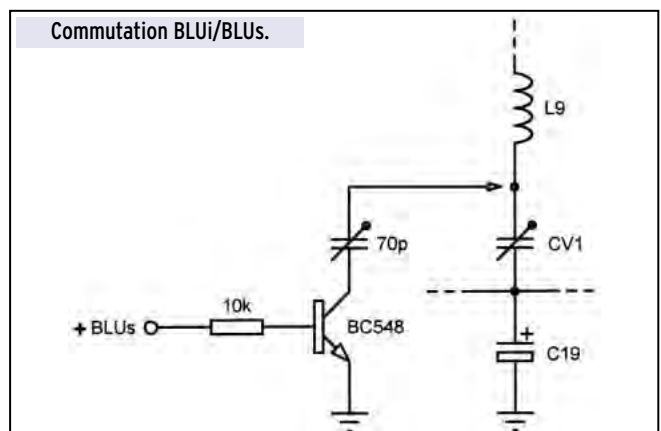 Commutation BLUi/BLUs.
L9
70p
CV1
10k
+ BLUs
BC548
+
C19